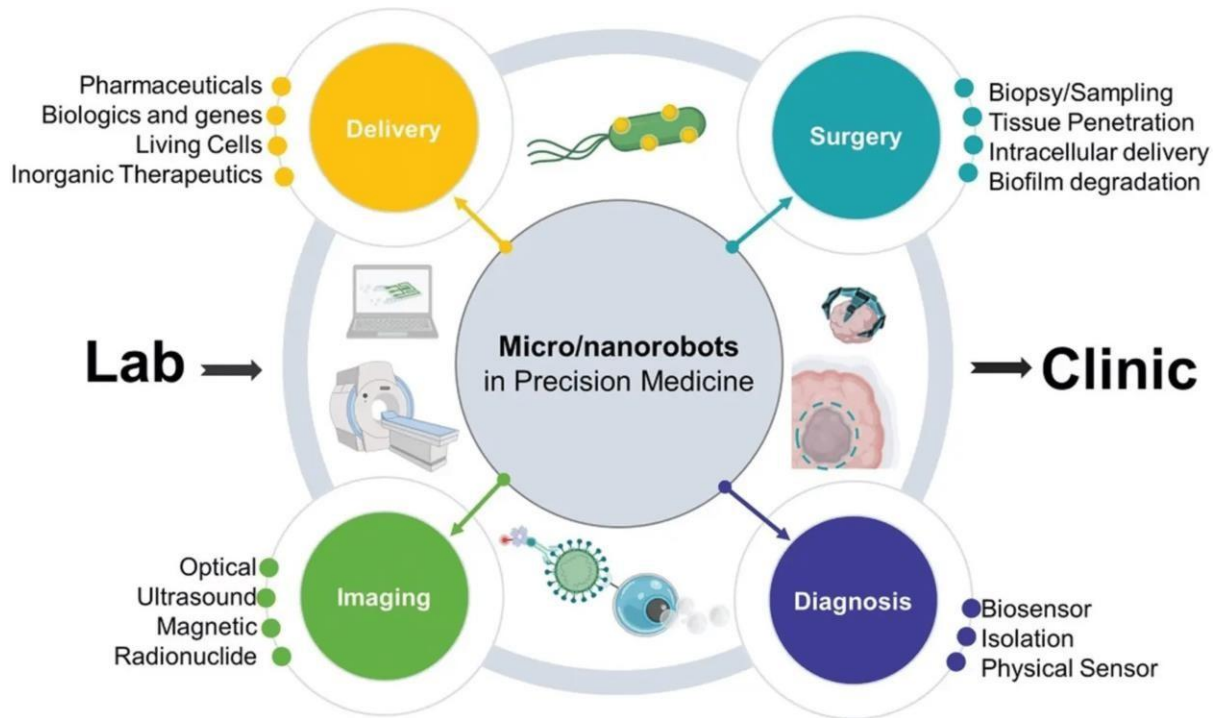 Pharmaceuticals
Biologics and genes
Living Cells
Inorganic Therapeutics
Delivery
Surgery
Biopsy/Sampling
Tissue Penetration
Intracellular delivery
Biofilm degradation
Lab
Micro/nanorobots
in Precision Medicine
Clinic
Optical
Ultrasound
Magnetic
Radionuclide
Imaging
Diagnosis
Biosensor
Isolation
Physical Sensor